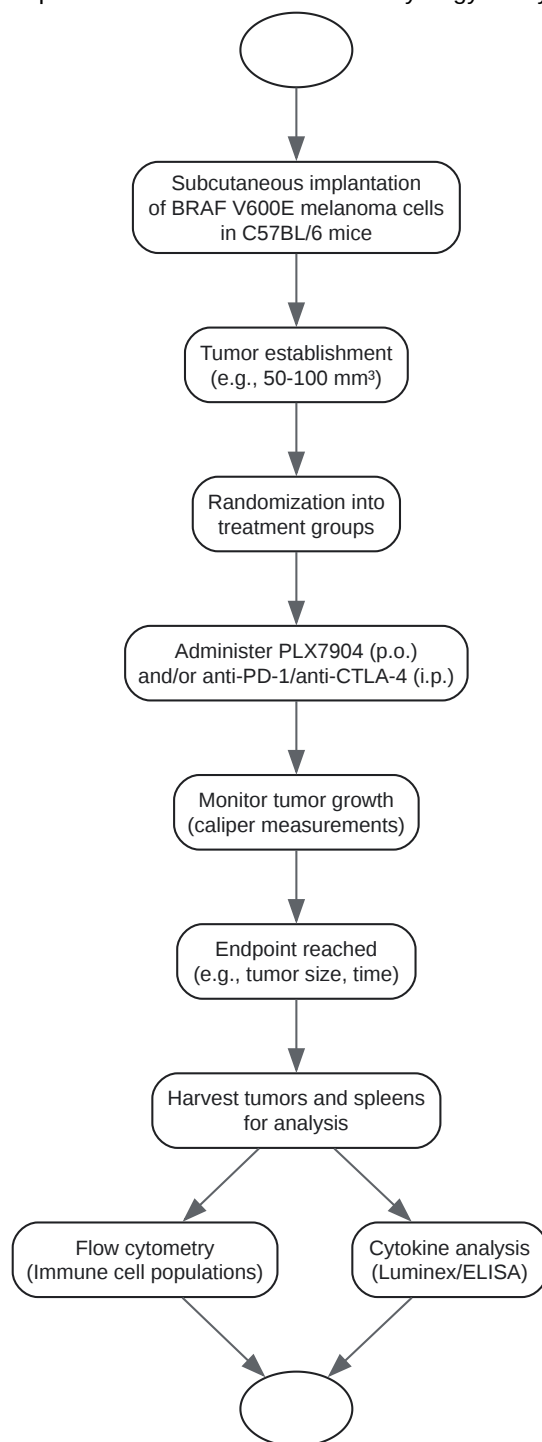 Subcutaneous implantation
of BRAF V600E melanoma cells
in C57BL/6 mice
Tumor establishment
(e.g., 50-100 mm³)
Randomization into
treatment groups
Administer PLX7904 (p.o.)
and/or anti-PD-1/anti-CTLA-4 (i.p.)
Monitor tumor growth
(caliper measurements)
Endpoint reached
(e.g., tumor size, time)
Harvest tumors and spleens
for analysis
Flow cytometry
(Immune cell populations)
Cytokine analysis
(Luminex/ELISA)